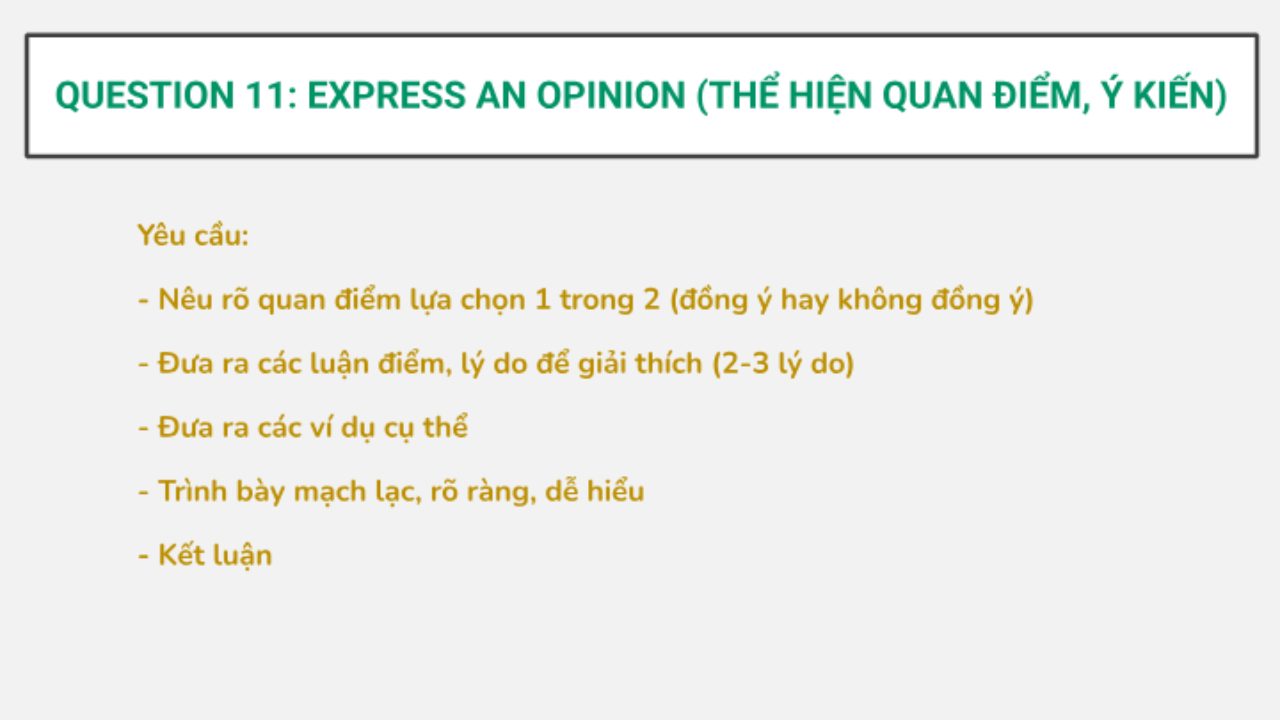 QUESTION 11: EXPRESS AN OPINION (THỂ HIỆN QUAN ĐIỂM, Ý KIẾN)
Yêu cầu:
- Nêu rõ quan điểm lựa chọn 1 trong 2 (đồng ý hay không đồng ý)
- Đưa ra các luận điểm, lý do để giải thích (2-3 lý do)
- Đưa ra các ví dụ cụ thể
- Trình bày mạch lạc, rõ ràng, dễ hiểu
- Kết luận